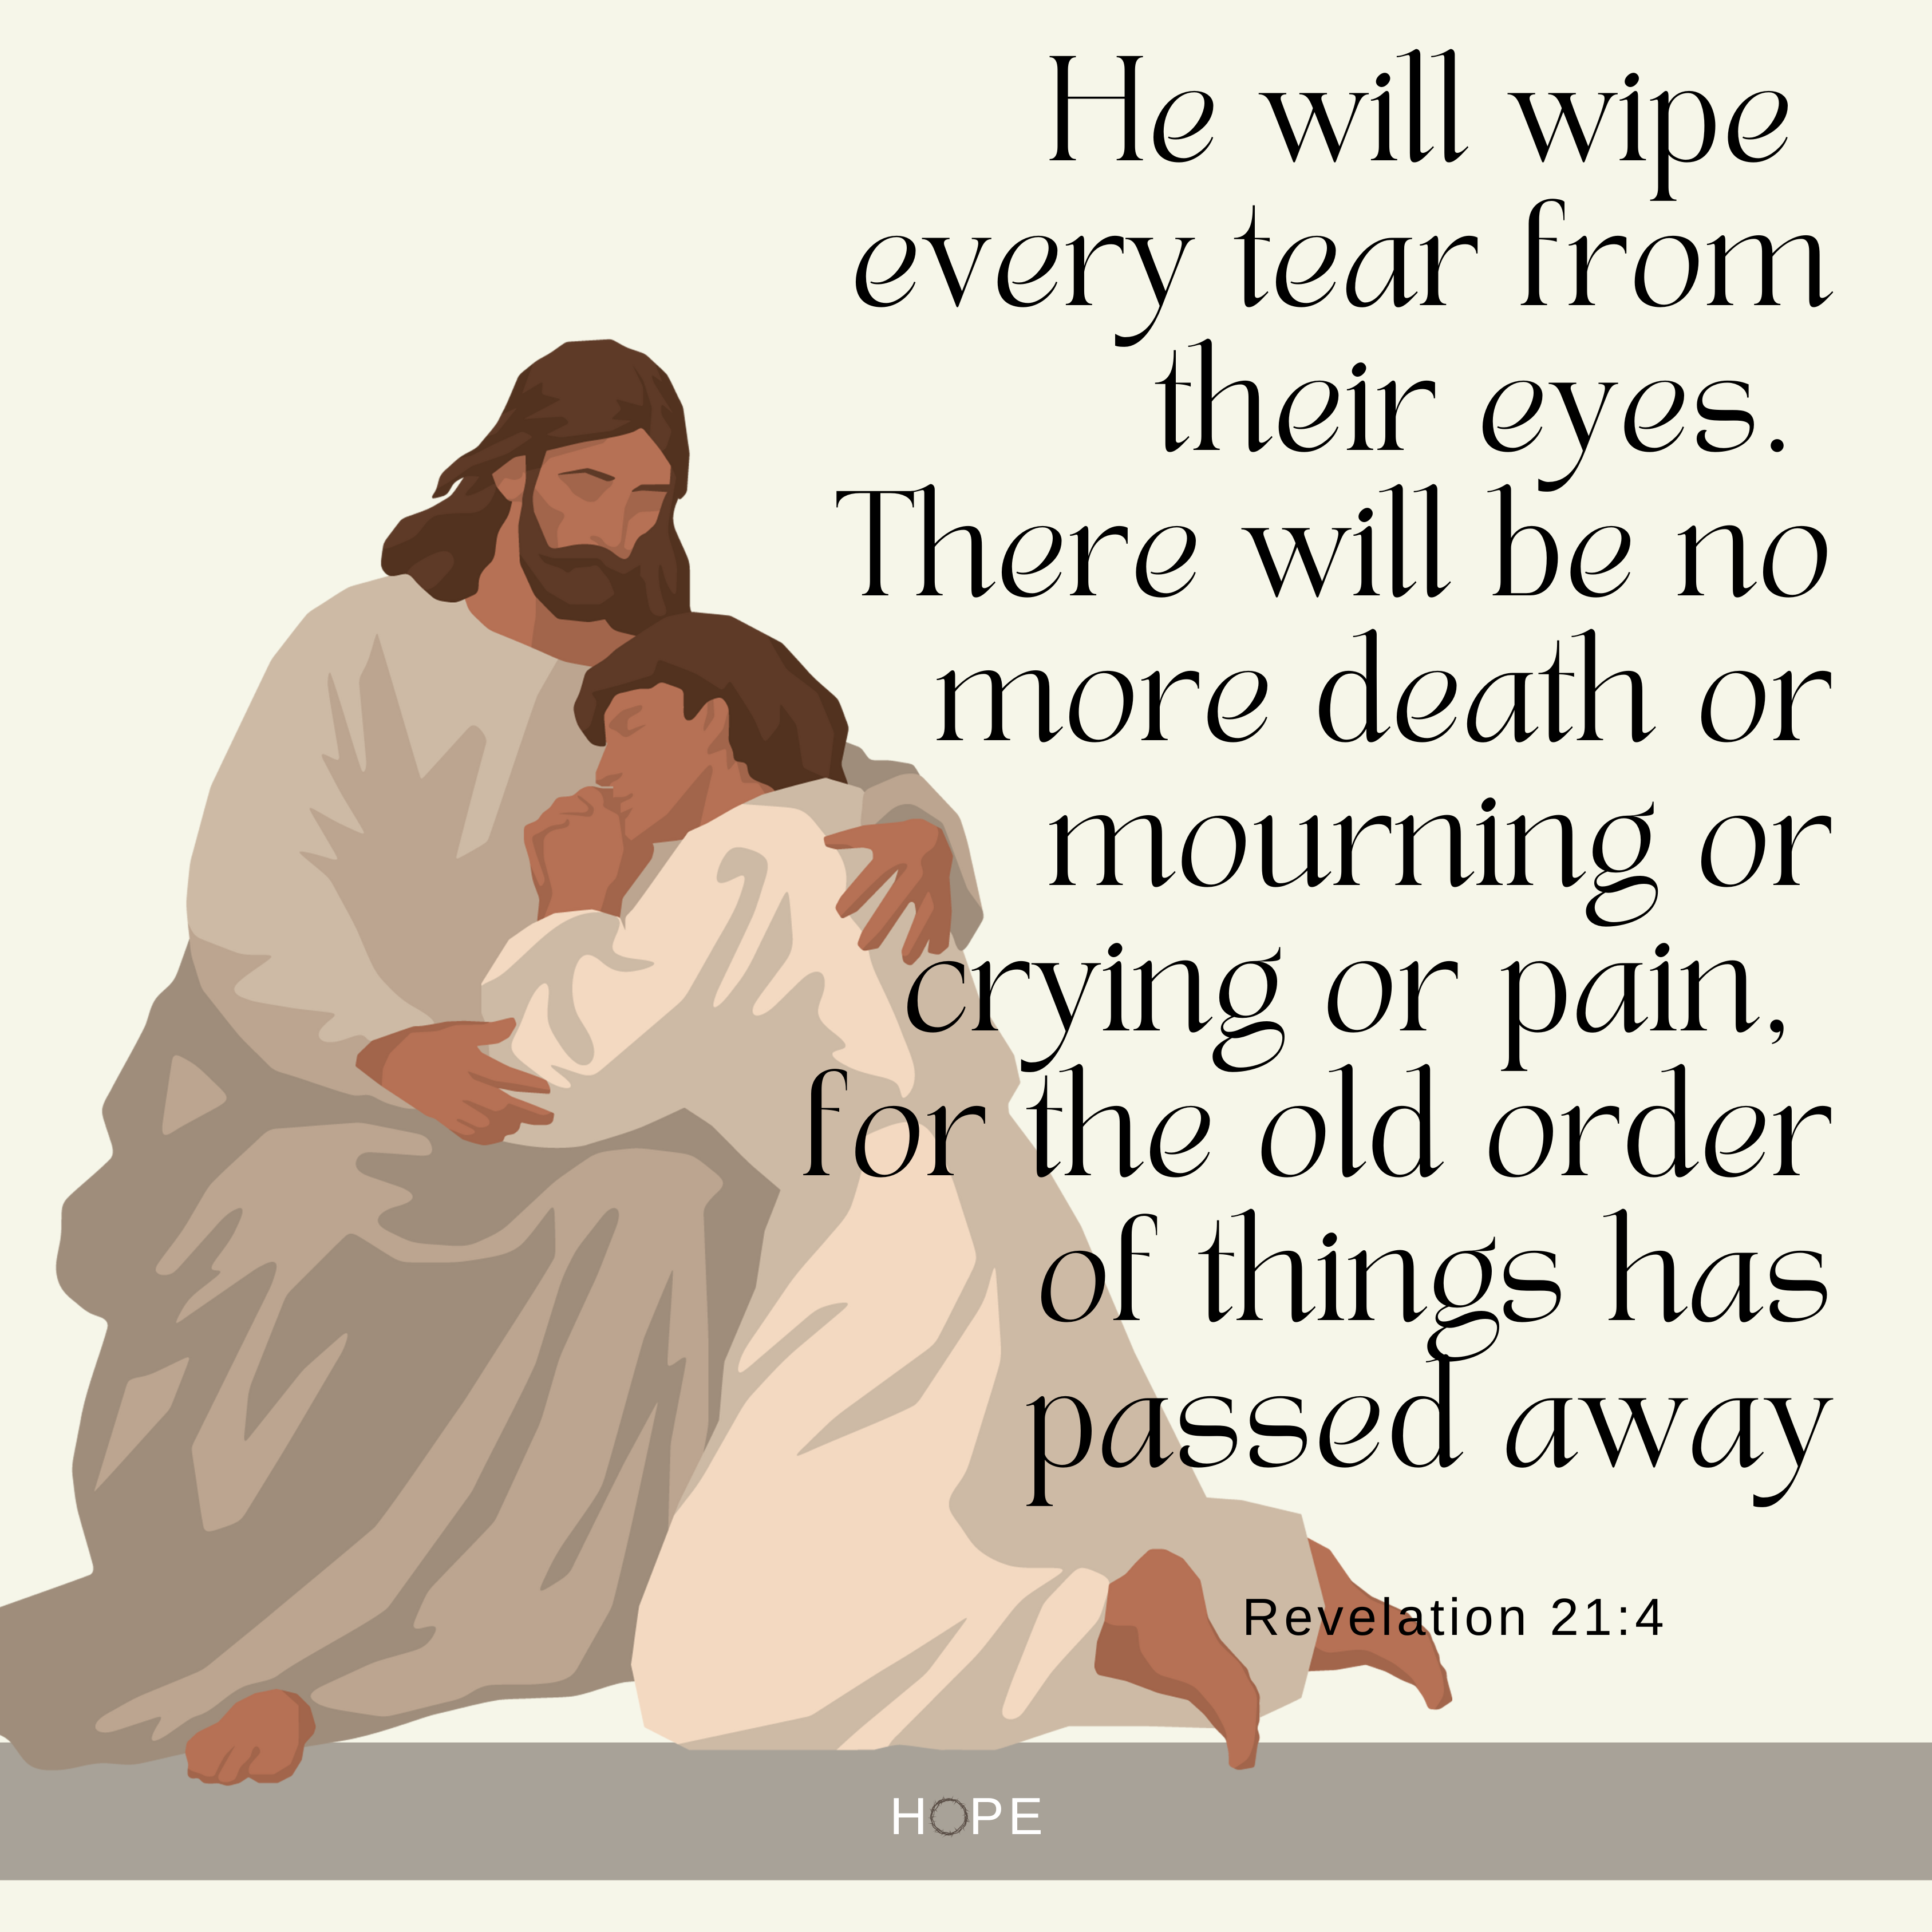 He will wipe
every tear from
their eyes.
There will be no
more death or
mourning or
crying or pain,
for the old order
of things has
passed away
Revelation 21:4
HOPE